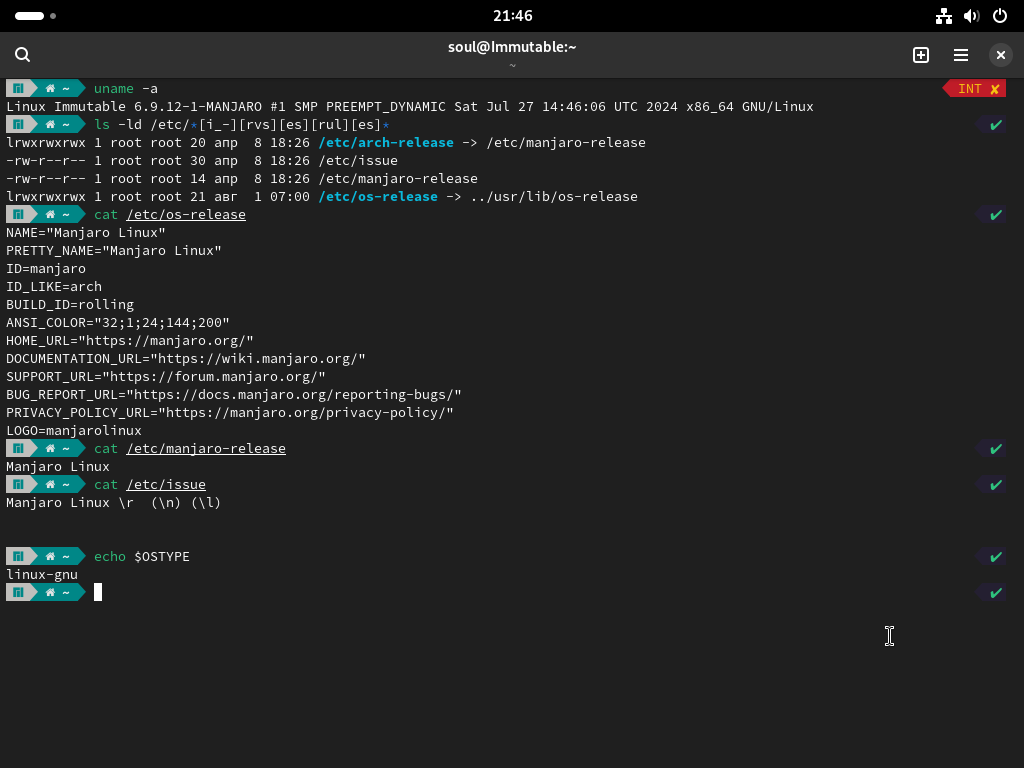 21:46
soul@Immutable:~
~
~ uname -a INT ✘
Linux Immutable 6.9.12-1-MANJARO #1 SMP PREEMPT_DYNAMIC Sat Jul 27 14:46:06 UTC 2024 x86_64 GNU/Linux
~ ls -ld /etc/*[i_-][rvs][es][rul][es]* ✔
lrwxrwxrwx 1 root root 20 апр  8 18:26 /etc/arch-release -> /etc/manjaro-release
-rw-r--r-- 1 root root 30 апр  8 18:26 /etc/issue
-rw-r--r-- 1 root root 14 апр  8 18:26 /etc/manjaro-release
lrwxrwxrwx 1 root root 21 авг  1 07:00 /etc/os-release -> ../usr/lib/os-release
~ cat /etc/os-release ✔
NAME="Manjaro Linux"
PRETTY_NAME="Manjaro Linux"
ID=manjaro
ID_LIKE=arch
BUILD_ID=rolling
ANSI_COLOR="32;1;24;144;200"
HOME_URL="https://manjaro.org/"
DOCUMENTATION_URL="https://wiki.manjaro.org/"
SUPPORT_URL="https://forum.manjaro.org/"
BUG_REPORT_URL="https://docs.manjaro.org/reporting-bugs/"
PRIVACY_POLICY_URL="https://manjaro.org/privacy-policy/"
LOGO=manjarolinux
~ cat /etc/manjaro-release ✔
Manjaro Linux
~ cat /etc/issue ✔
Manjaro Linux \r  (\n) (\l)
~ echo $OSTYPE ✔
linux-gnu
~ ✔